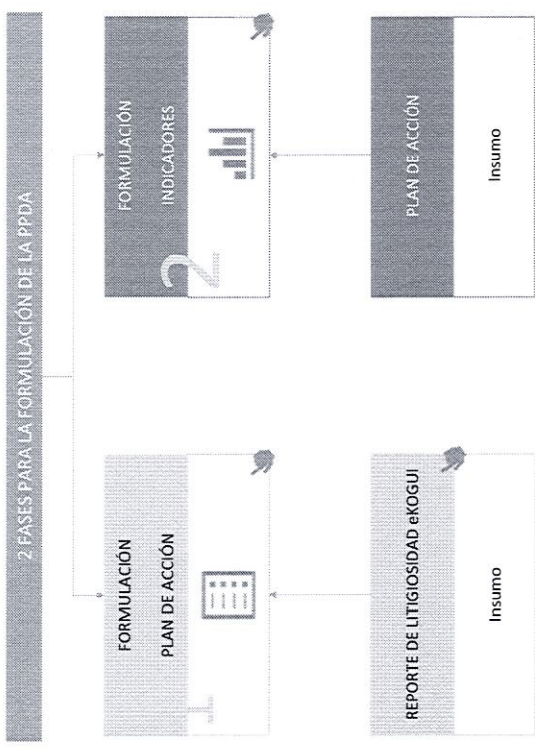 2 FASES PARA LA FORMULACIÓN DE LA PPDA
1
FORMULACIÓN
PLAN DE ACCIÓN
2
FORMULACIÓN
INDICADORES
REPORTE DE LITIGIOSIDAD eKOGUI
Insumo
PLAN DE ACCIÓN
Insumo